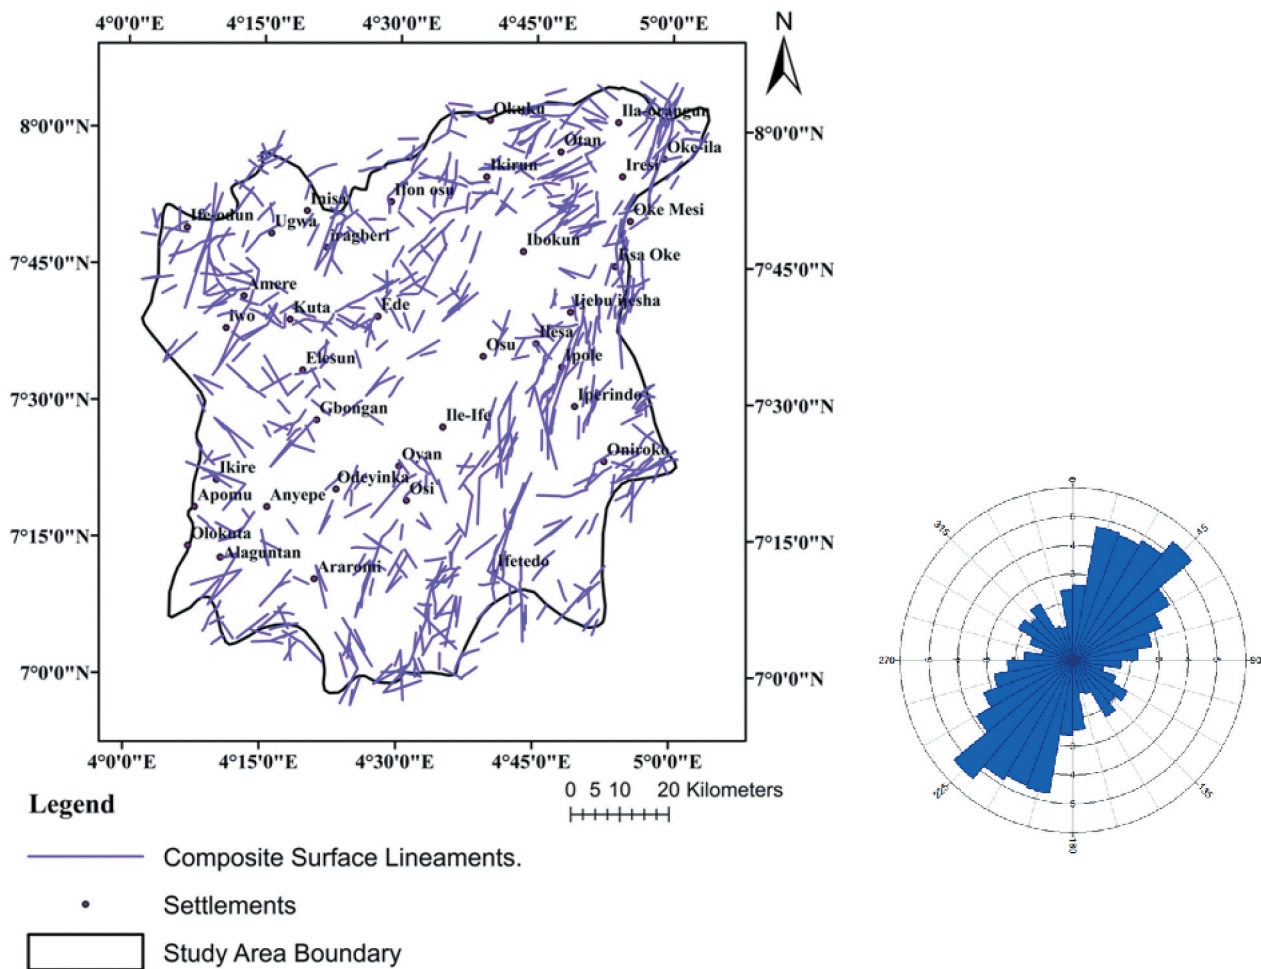 4°0'0"E 4°15'0"E 4°30'0"E 4°45'0"E 5°0'0"E
N
Okuku
Ila-orangun
8°0'0"N
8°0'0"N
Otan
Oke-ila
Ikirun
Iresi
Ifon osu
Inisa
Ife-odun
Ugwa
Oke Mesi
iragberi
Ibokun
Esa Oke
7°45'0"N
7°45'0"N
Amere
Ijebu ijesha
Kuta
Ede
iwo
Ilesa
Osu
Ipole
Elesun
7°30'0"N
7°30'0"N
Iperindo
Gbongan
Ile-Ife
Oyan
Oniroko
Ikire
Odeyinka
Osi
Apomu
Anyepe
7°15'0"N
7°15'0"N
Olokuta
Alaguntan
Ifetedo
Araromi
7°0'0"N
7°0'0"N
4°0'0"E 4°15'0"E 4°30'0"E 4°45'0"E 5°0'0"E
0 5 10 20 Kilometers
Legend
Composite Surface Lineaments.
Settlements
Study Area Boundary
0
315
45
5
4
270
90
225
135
4
5
180